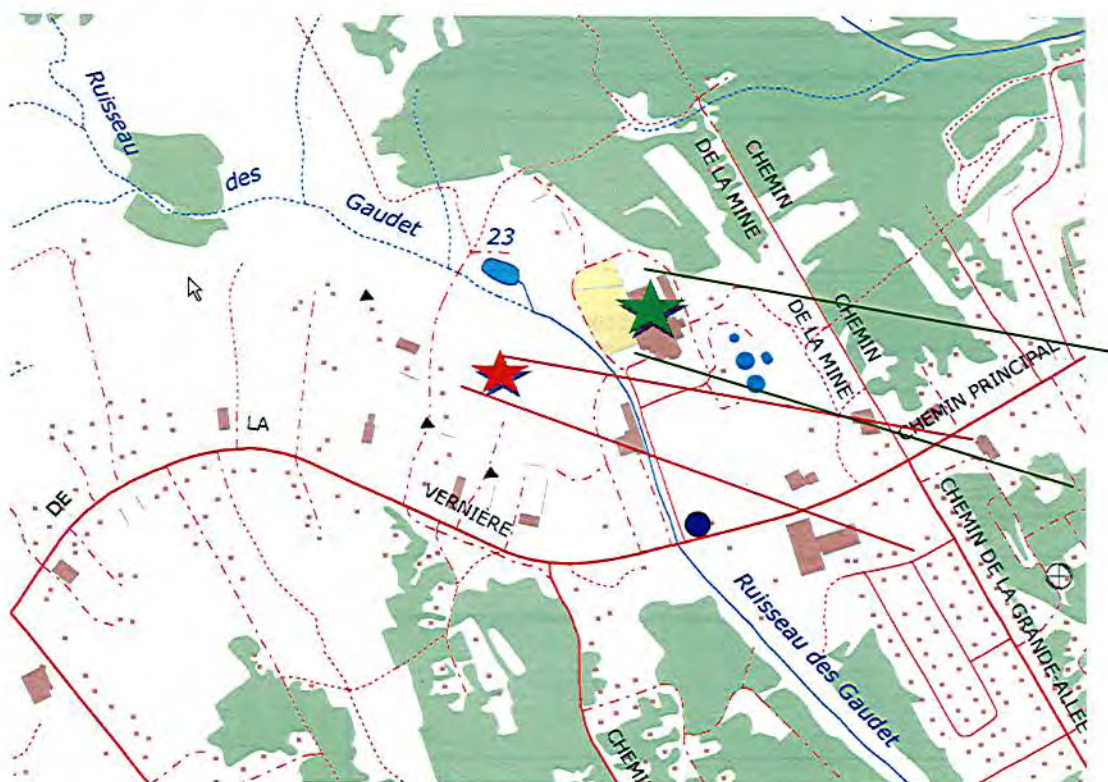 Ruisseau
des
Gaudet
23
CHEMIN
DE LA MINE
CHEMIN
DE LA MINE
CHEMIN PRINCIPAL
DE
LA
VERNIÈRE
CHEMIN DE LA GRANDE-ALLÉE
Ruisseau des Gaudet
CHEMIN